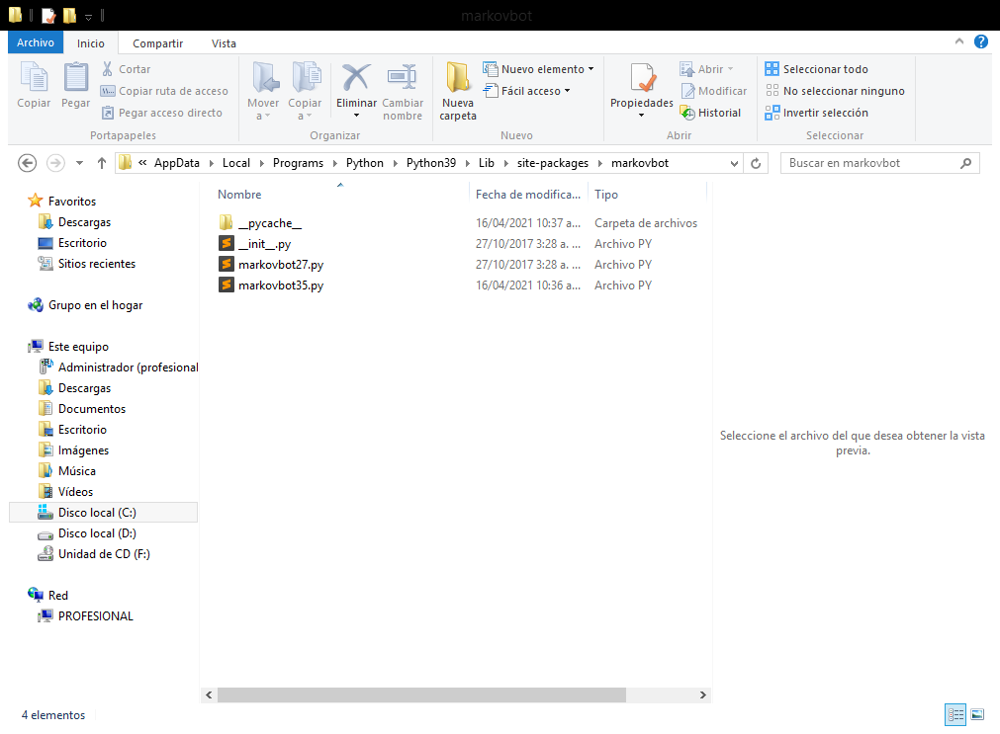 markovbot
Archivo Inicio Compartir Vista
Copiar Pegar Cortar Copiar ruta de acceso Pegar acceso directo
Portapapeles
Mover a Copiar a Eliminar Cambiar nombre
Organizar
Nueva carpeta Nuevo elemento Fácil acceso
Nuevo
Propiedades Abrir Modificar Historial
Abrir
Seleccionar todo
No seleccionar ninguno
Invertir selección
Seleccionar
« AppData Local Programs Python Python39 Lib site-packages markovbot
Buscar en markovbot
Favoritos
Descargas
Escritorio
Sitios recientes
Grupo en el hogar
Este equipo
Administrador (profesional
Descargas
Documentos
Escritorio
Imágenes
Música
Vídeos
Disco local (C:)
Disco local (D:)
Unidad de CD (F:)
Red
PROFESIONAL
Nombre Fecha de modifica... Tipo
__pycache__ 16/04/2021 10:37 a... Carpeta de archivos
__init__.py 27/10/2017 3:28 a. ... Archivo PY
markovbot27.py 27/10/2017 3:28 a. ... Archivo PY
markovbot35.py 16/04/2021 10:36 a... Archivo PY
Seleccione el archivo del que desea obtener la vista
previa.
4 elementos